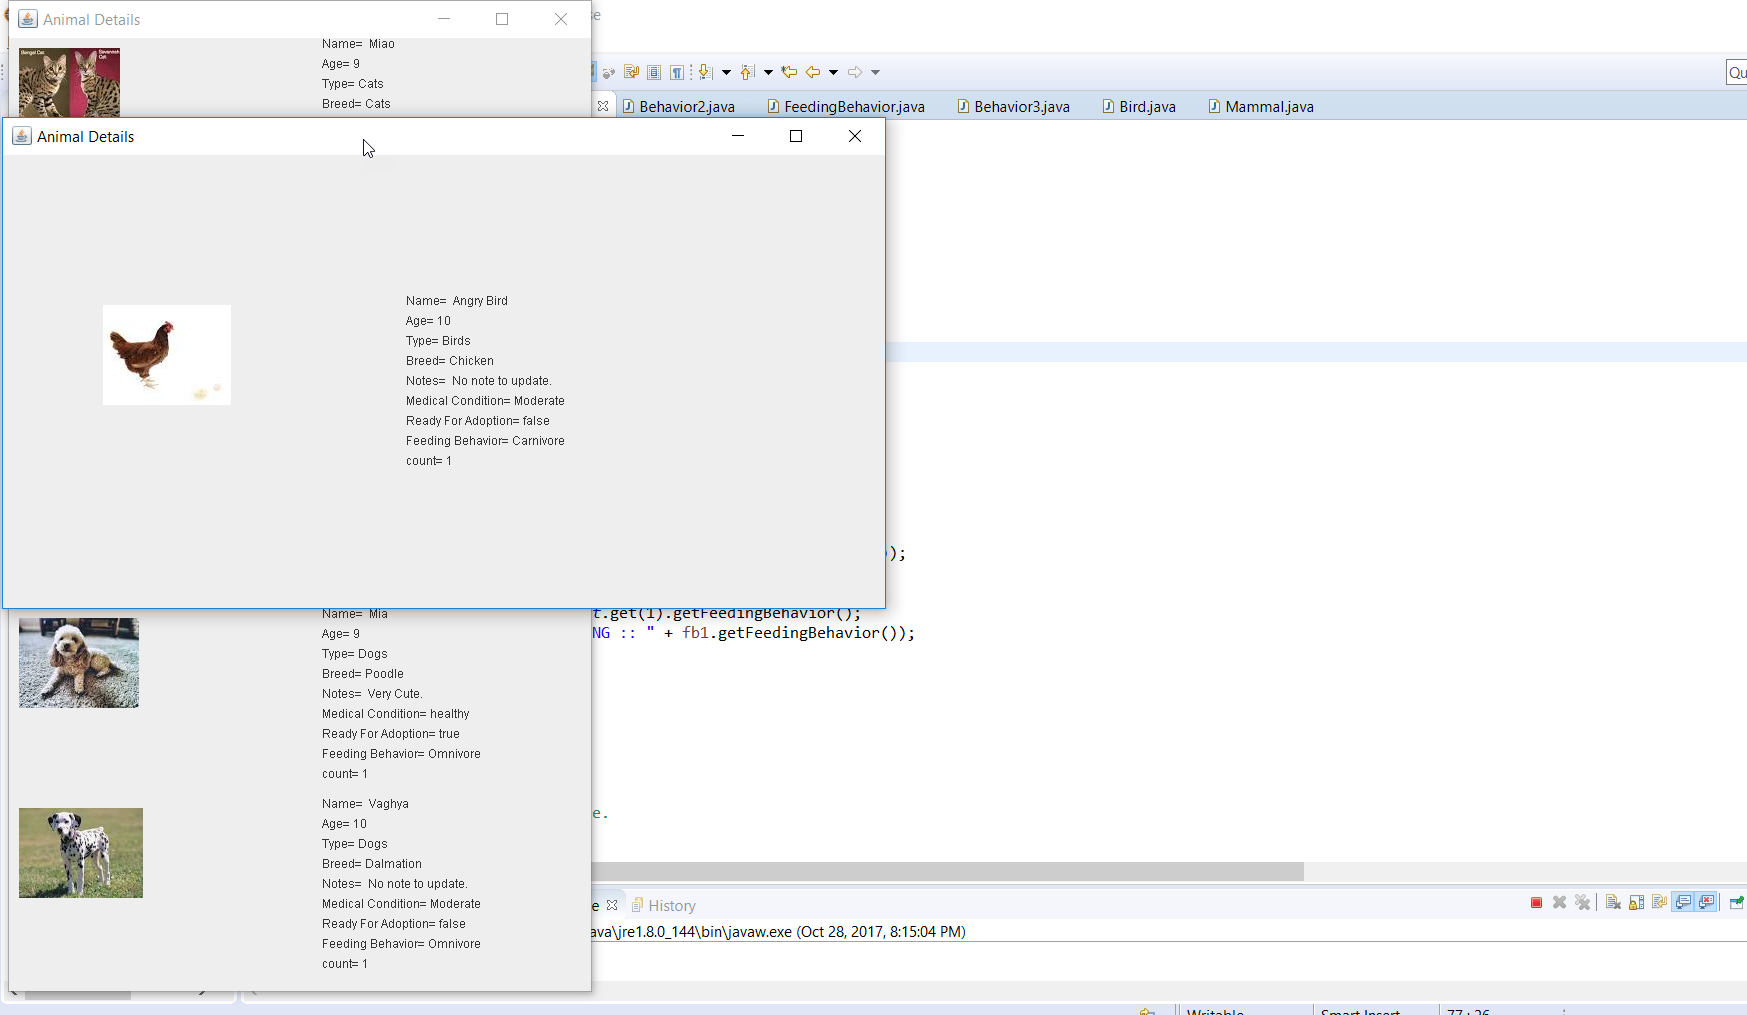 Animal Details
se
Bengal Cat
Savannah Cat
Name=  Miao
Age= 9
Type= Cats
Breed= Cats
Qu
Behavior2.java
FeedingBehavior.java
Behavior3.java
Bird.java
Mammal.java
Animal Details
Name=  Angry Bird
Age= 10
Type= Birds
Breed= Chicken
Notes=  No note to update.
Medical Condition= Moderate
Ready For Adoption= false
Feeding Behavior= Carnivore
count= 1
);
t.get(1).getFeedingBehavior();
NG :: " + fb1.getFeedingBehavior());
Name=  Mia
Age= 9
Type= Dogs
Breed= Poodle
Notes=  Very Cute.
Medical Condition= healthy
Ready For Adoption= true
Feeding Behavior= Omnivore
count= 1
Name=  Vaghya
Age= 10
Type= Dogs
Breed= Dalmation
Notes=  No note to update.
Medical Condition= Moderate
Ready For Adoption= false
Feeding Behavior= Omnivore
count= 1
e.
e
History
ava\jre1.8.0_144\bin\javaw.exe (Oct 28, 2017, 8:15:04 PM)
Writable
Smart Insert
77 : 26